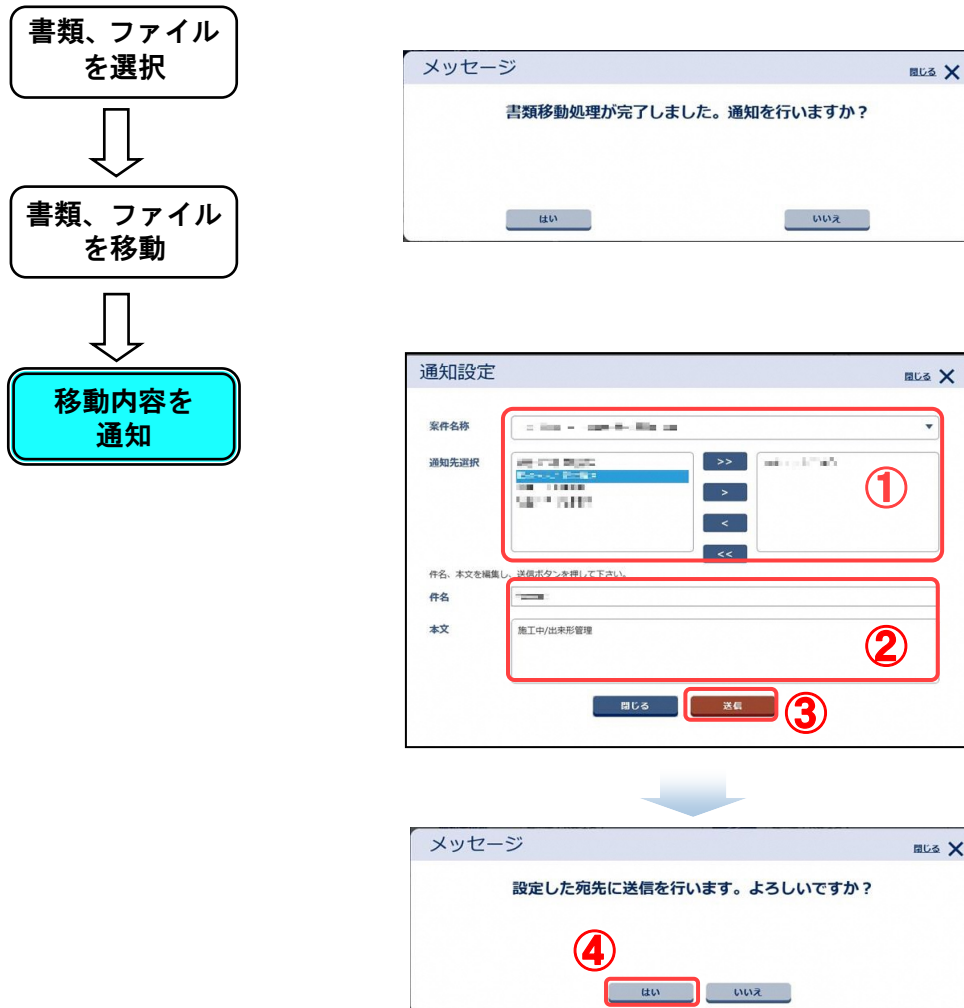 書類、ファイル
を選択
書類、ファイル
を移動
移動内容を
通知
メッセージ
閉じる X
書類移動処理が完了しました。通知を行いますか？
はい
いいえ
通知設定
閉じる X
案件名称
通知先選択
>>
>
<
<<
①
件名、本文を編集し、送信ボタンを押して下さい。
件名
本文
施工中/出来形管理
②
閉じる
送信
③
メッセージ
閉じる X
設定した宛先に送信を行います。よろしいですか？
④
はい
いいえ